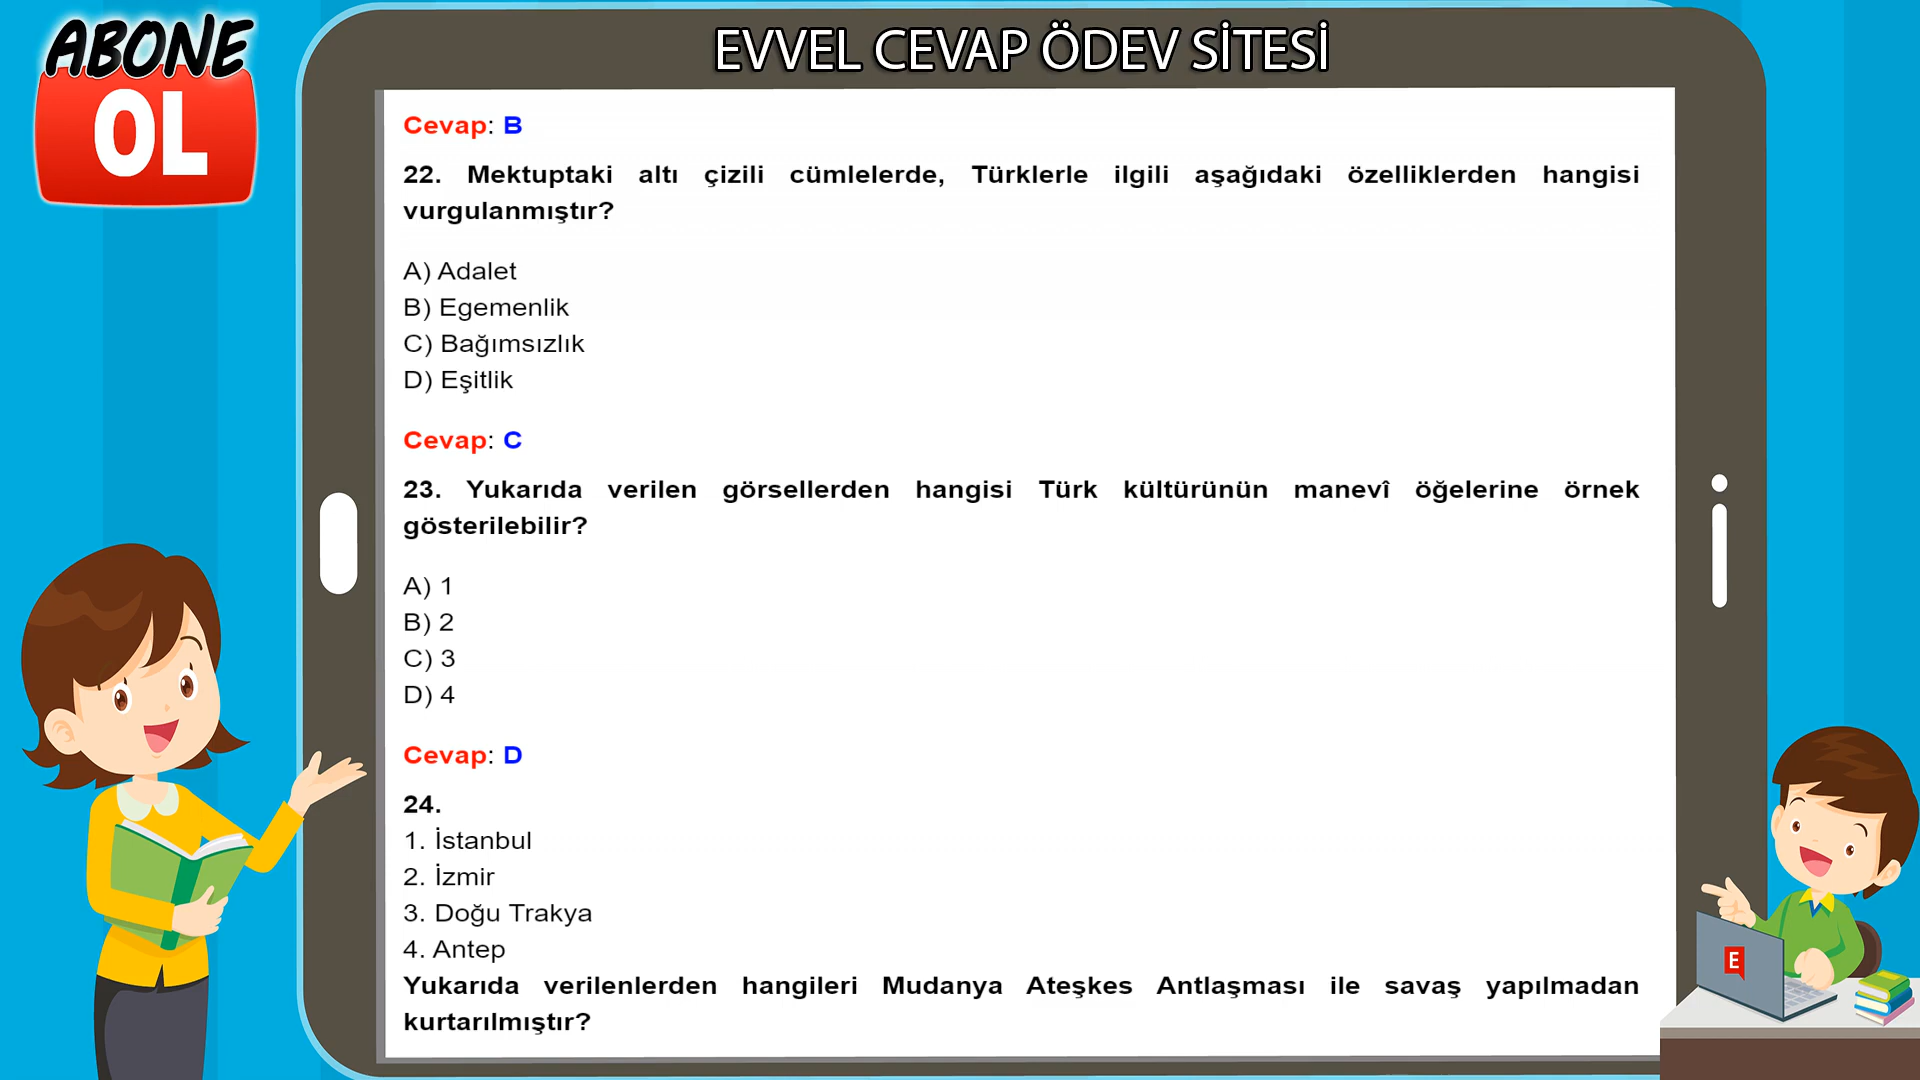 ABONE
OL
EVVEL CEVAP ÖDEV SİTESİ
Cevap: B
22. Mektuptaki altı çizili cümlelerde, Türklerle ilgili aşağıdaki özelliklerden hangisi
vurgulanmıştır?
A) Adalet
B) Egemenlik
C) Bağımsızlık
D) Eşitlik
Cevap: C
23. Yukarıda verilen görsellerden hangisi Türk kültürünün manevî öğelerine örnek
gösterilebilir?
A) 1
B) 2
C) 3
D) 4
Cevap: D
24.
1. İstanbul
2. İzmir
3. Doğu Trakya
4. Antep
Yukarıda verilenlerden hangileri Mudanya Ateşkes Antlaşması ile savaş yapılmadan
kurtarılmıştır?
E